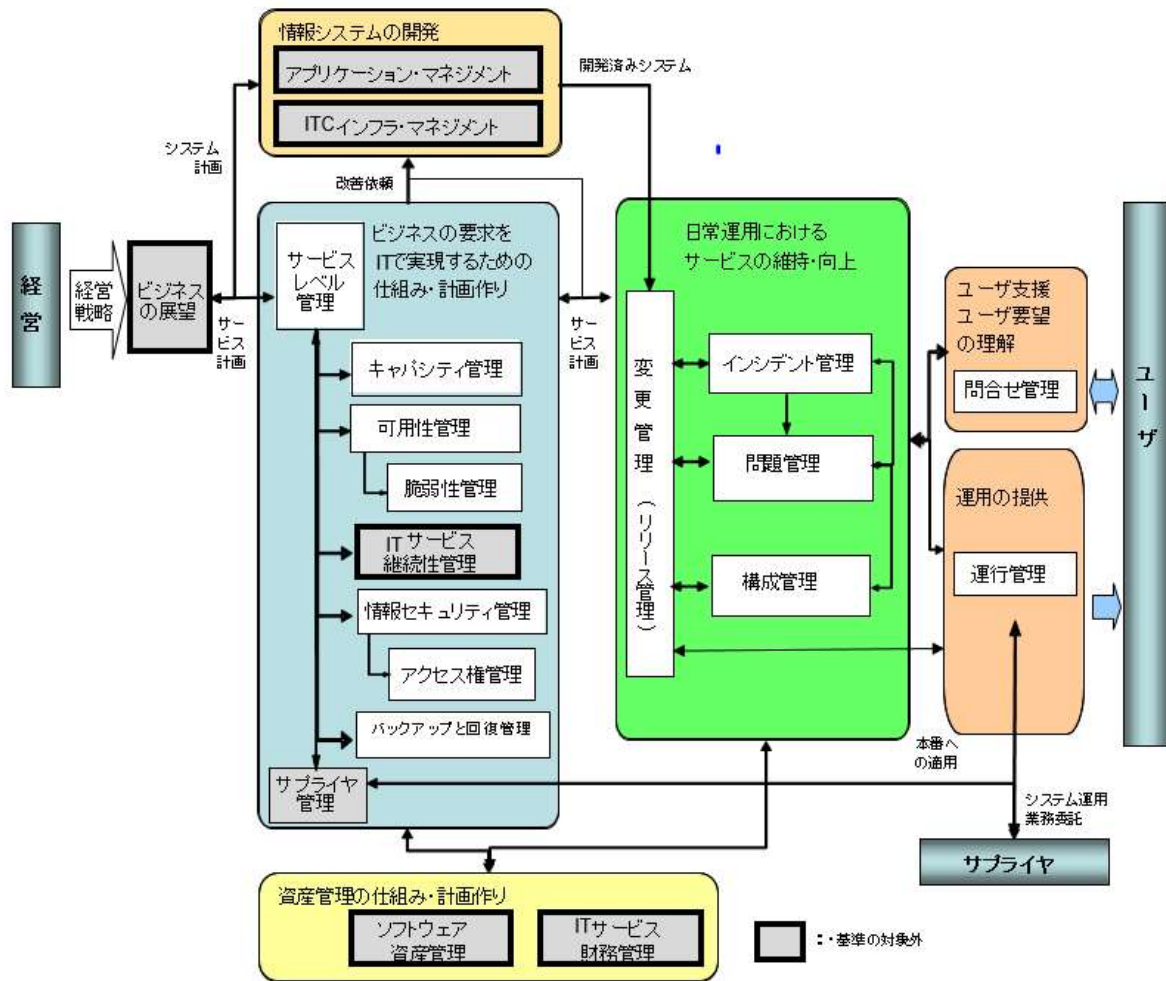 情報システムの開発
アプリケーション・マネジメント
ITCインフラ・マネジメント
開発済みシステム
システム
計画
改善依頼
経営
経営
戦略
ビジネス
の展望
サービス計画
ビジネスの要求を
ITで実現するための
仕組み・計画作り
サービス
レベル
管理
キャパシティ管理
可用性管理
脆弱性管理
ITサービス
継続性管理
情報セキュリティ管理
アクセス権管理
バックアップと回復管理
サプライヤ
管理
サービス計画
日常運用における
サービスの維持・向上
変更管理(リリース管理)
インシデント管理
問題管理
構成管理
ユーザ支援
ユーザ要望
の理解
問合せ管理
運用の提供
運行管理
ユーザ
本番へ
の適用
システム運用
業務委託
サプライヤ
資産管理の仕組み・計画作り
ソフトウェア
資産管理
ITサービス
財務管理
:・基準の対象外